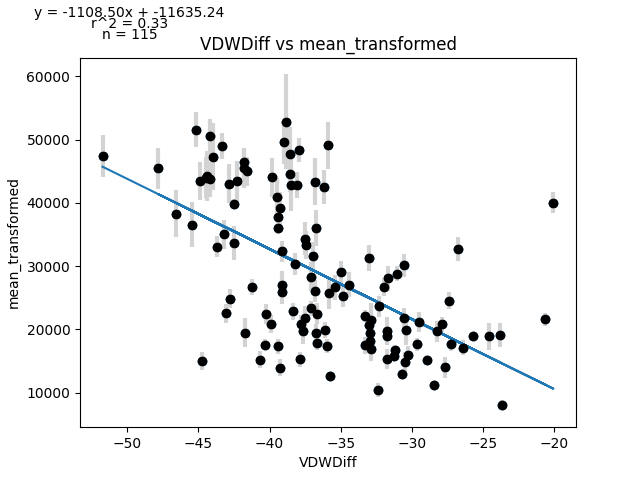 y = -1108.50x + -11635.24
r^2 = 0.33
n = 115
VDWDiff vs mean_transformed
60000
50000
40000
30000
20000
10000
mean_transformed
−50 −45 −40 −35 −30 −25 −20
VDWDiff